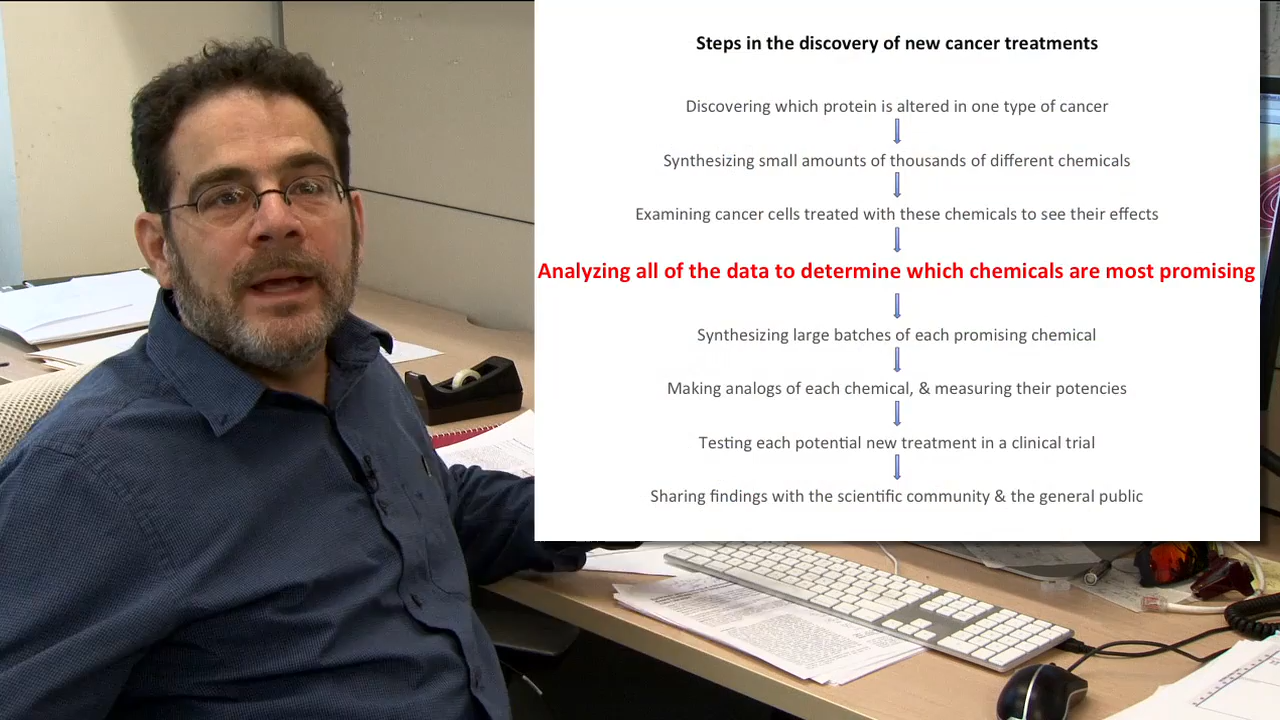 Steps in the discovery of new cancer treatments
Discovering which protein is altered in one type of cancer
Synthesizing small amounts of thousands of different chemicals
Examining cancer cells treated with these chemicals to see their effects
Analyzing all of the data to determine which chemicals are most promising
Synthesizing large batches of each promising chemical
Making analogs of each chemical, & measuring their potencies
Testing each potential new treatment in a clinical trial
Sharing findings with the scientific community & the general public